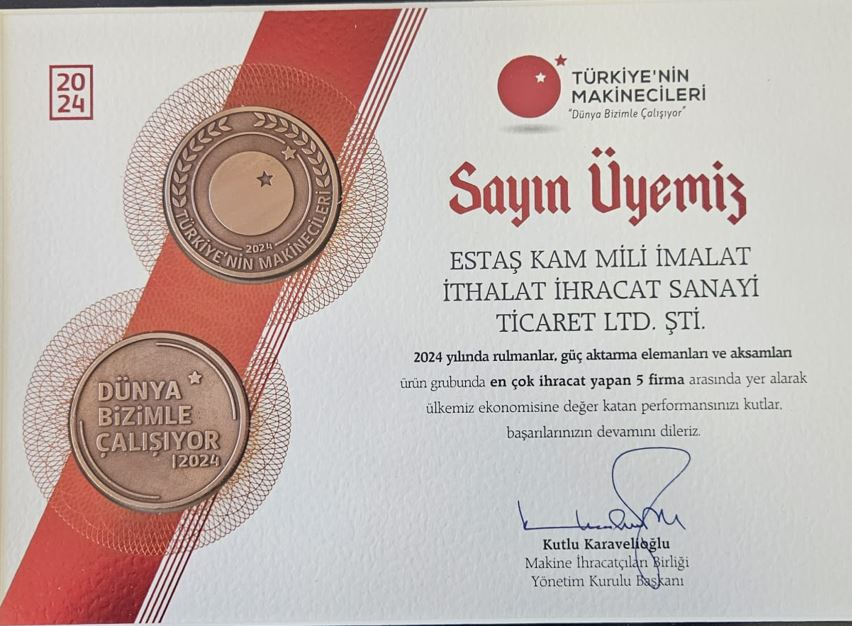 20
24
2024
TÜRKİYE'NİN MAKİNECİLERİ
DÜNYA
BİZİMLE
ÇALIŞIYOR
|2024
TÜRKİYE'NİN
MAKİNECİLERİ
"Dünya Bizimle Çalışıyor"
Sayın Üyemiz
ESTAŞ KAM MİLİ İMALAT
İTHALAT İHRACAT SANAYİ
TİCARET LTD. ŞTİ.
2024 yılında rulmanlar, güç aktarma elemanları ve aksamları
ürün grubunda en çok ihracat yapan 5 firma arasında yer alarak
ülkemiz ekonomisine değer katan performansınızı kutlar,
başarılarınızın devamını dileriz.
Kutlu Karavelioğlu
Makine İhracatçıları Birliği
Yönetim Kurulu Başkanı